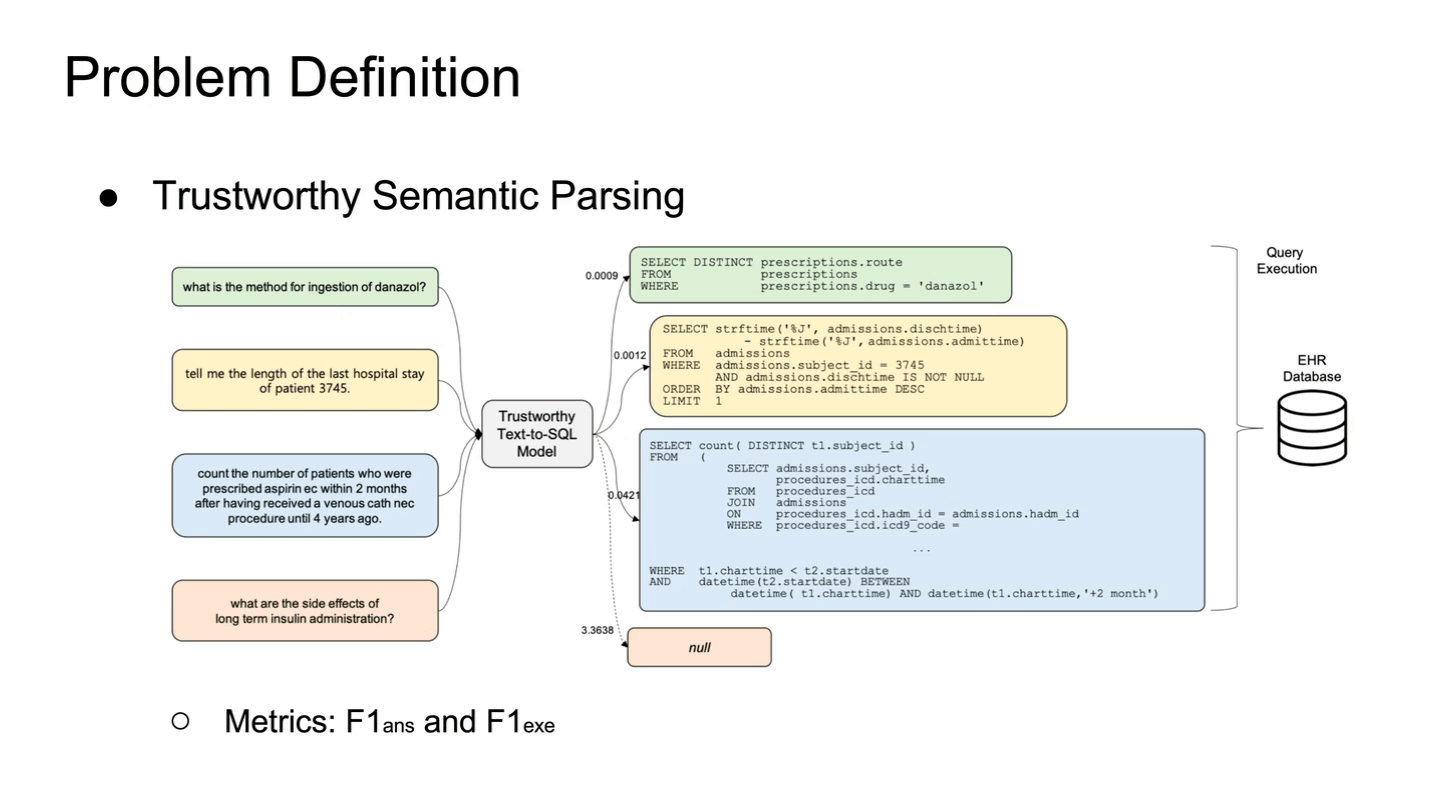 Problem Definition
● Trustworthy Semantic Parsing
what is the method for ingestion of danazol?
tell me the length of the last hospital stay
of patient 3745.
count the number of patients who were
prescribed aspirin ec within 2 months
after having received a venous cath nec
procedure until 4 years ago.
what are the side effects of
long term insulin administration?
Trustworthy
Text-to-SQL
Model
0.0009
SELECT DISTINCT prescriptions.route
FROM prescriptions
WHERE prescriptions.drug = 'danazol'
0.0012
SELECT strftime('%J', admissions.dischtime)
- strftime('%J', admissions.admittime)
FROM admissions
WHERE admissions.subject_id = 3745
AND admissions.dischtime IS NOT NULL
ORDER BY admissions.admittime DESC
LIMIT 1
0.0421
SELECT count( DISTINCT t1.subject_id )
FROM (
SELECT admissions.subject_id,
procedures_icd.charttime
FROM procedures_icd
JOIN admissions
ON procedures_icd.hadm_id = admissions.hadm_id
WHERE procedures_icd.icd9_code =
...
WHERE t1.charttime < t2.startdate
AND datetime(t2.startdate) BETWEEN
datetime( t1.charttime) AND datetime(t1.charttime,'+2 month')
3.3638
null
Query
Execution
EHR
Database
○ Metrics: F1ans and F1exe